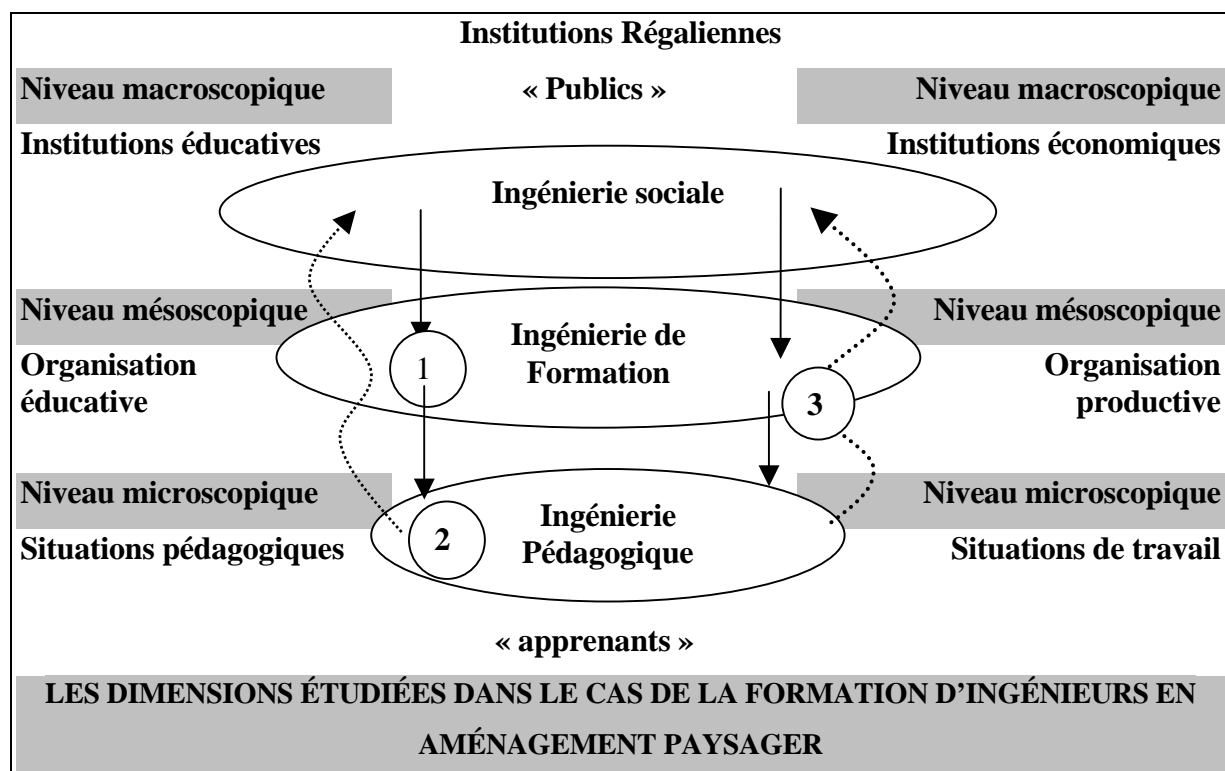 Institutions Régaliennes
Niveau macroscopique
« Publics »
Niveau macroscopique
Institutions éducatives
Institutions économiques
Ingénierie sociale
Niveau mésoscopique
Niveau mésoscopique
Ingénierie de
Formation
1
Organisation
éducative
Organisation
productive
3
Niveau microscopique
Niveau microscopique
Ingénierie
Pédagogique
2
Situations pédagogiques
Situations de travail
« apprenants »
LES DIMENSIONS ÉTUDIÉES DANS LE CAS DE LA FORMATION D’INGÉNIEURS EN
AMÉNAGEMENT PAYSAGER